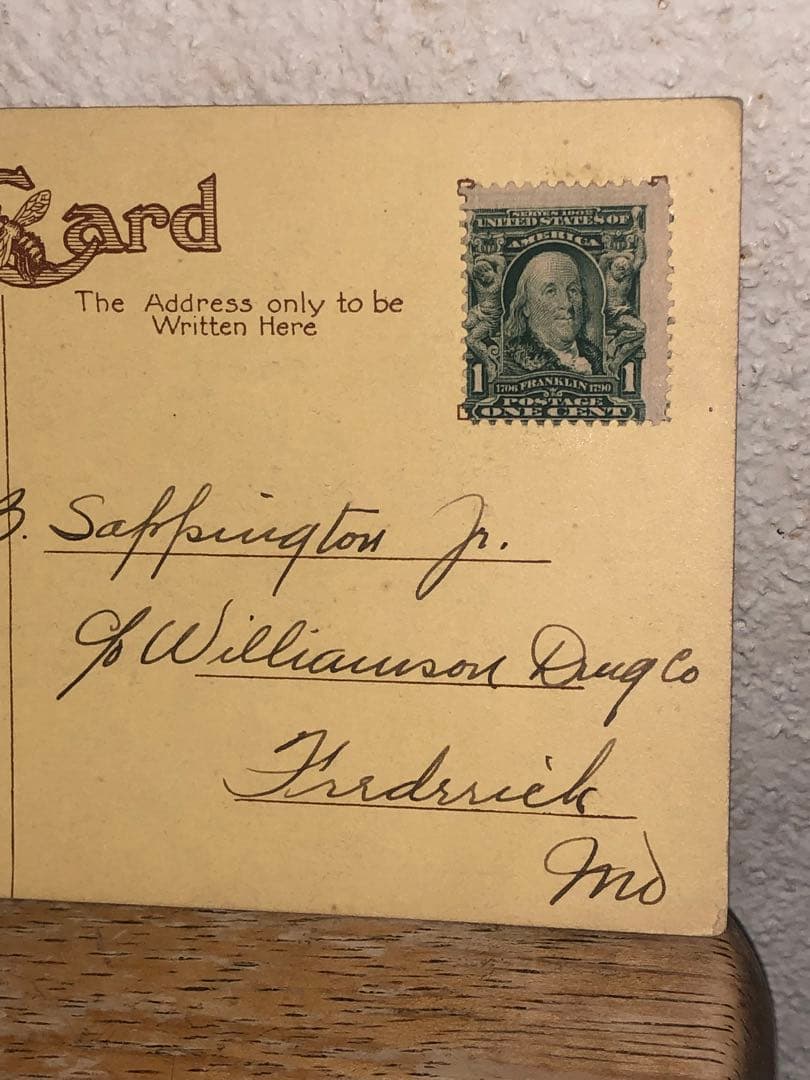 Card
The Address only to be
Written Here
SERIES 1902
UNITED STATES OF
AMERICA
1 1706 FRANKLIN 1790 1
POSTAGE
ONE CENT
B. Sappington Jr.
c/o Williamson Drug Co
Frederick
Md